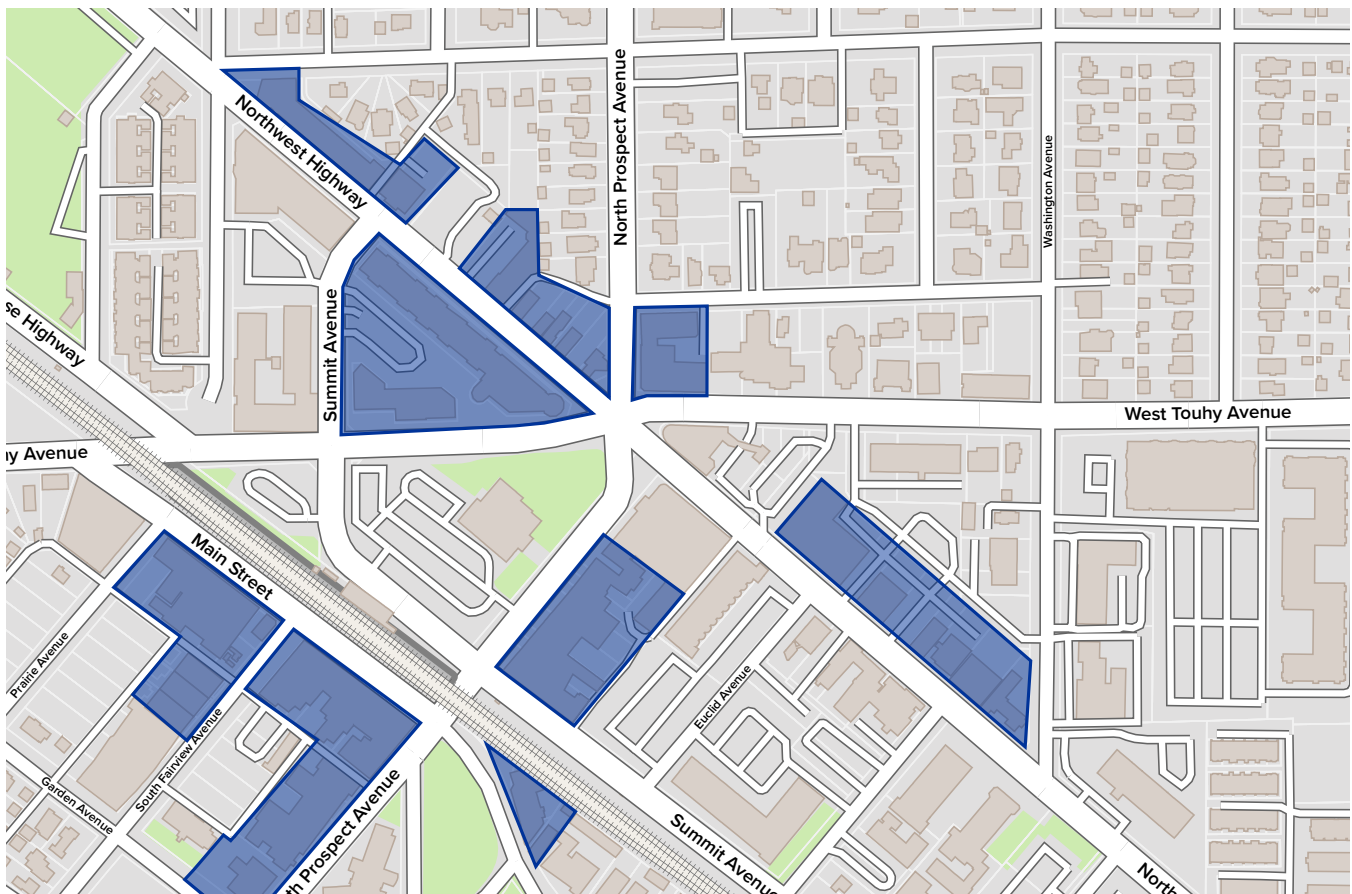 North Prospect Avenue
Northwest Highway
Washington Avenue
se Highway
Summit Avenue
West Touhy Avenue
y Avenue
Main Street
Prairie Avenue
Euclid Avenue
South Fairview Avenue
Garden Avenue
th Prospect Avenue
Summit Avenue
North